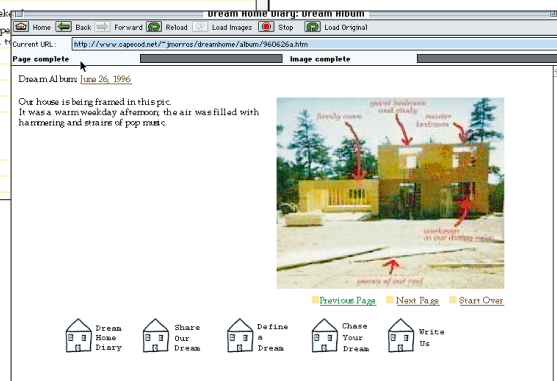 Dream Home Diary: Dream Album
Home Back Forward Reload Load Images Stop Load Original
Current URL: http://www.capecod.net/~jmorros/dreamhome/album/960626a.htm
Page complete Image complete
Dream Album: June 26, 1996
Our house is being framed in this pic.
It was a warm weekday afternoon; the air was filled with
hammering and strains of pop music.
guest bedroom
and study
family room
master
bedroom
workmen
in our dining room
pieces of our roof
Previous Page Next Page Start Over
Dream
Home
Diary
Share
Our
Dream
Define
a
Dream
Chase
Your
Dream
Write
Us